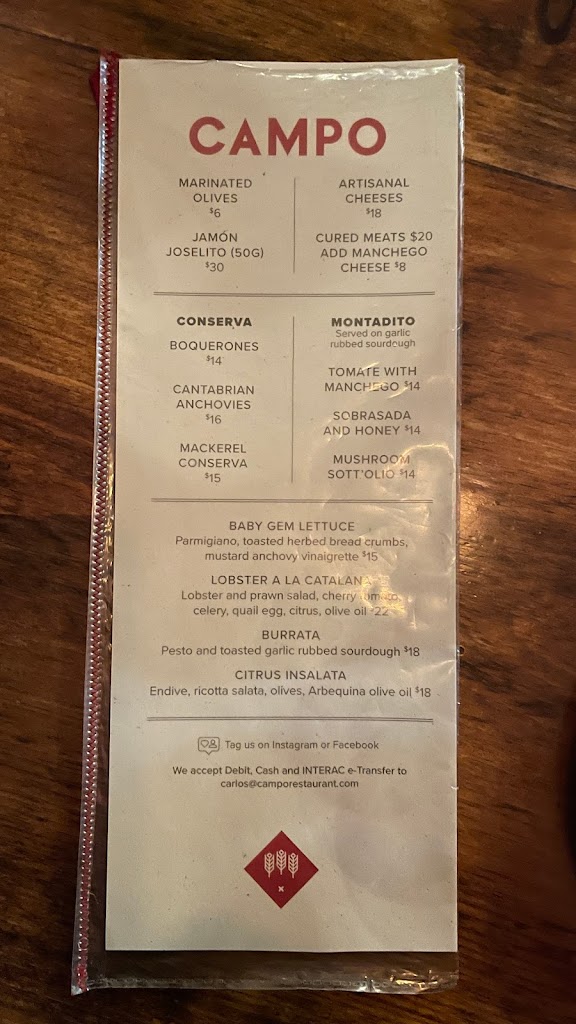 CAMPO
MARINATED
OLIVES
$6
JAMÓN
JOSELITO (50G)
$30
ARTISANAL
CHEESES
$18
CURED MEATS $20
ADD MANCHEGO
CHEESE $8
CONSERVA
BOQUERONES
$14
CANTABRIAN
ANCHOVIES
$16
MACKEREL
CONSERVA
$15
MONTADITO
Served on garlic
rubbed sourdough
TOMATE WITH
MANCHEGO $14
SOBRASADA
AND HONEY $14
MUSHROOM
SOTT'OLIO $14
BABY GEM LETTUCE
Parmigiano, toasted herbed bread crumbs,
mustard anchovy vinaigrette $15
LOBSTER A LA CATALANA
Lobster and prawn salad, cherry tomato,
celery, quail egg, citrus, olive oil $22
BURRATA
Pesto and toasted garlic rubbed sourdough $18
CITRUS INSALATA
Endive, ricotta salata, olives, Arbequina olive oil $18
Tag us on Instagram or Facebook
We accept Debit, Cash and INTERAC e-Transfer to
carlos@camporestaurant.com